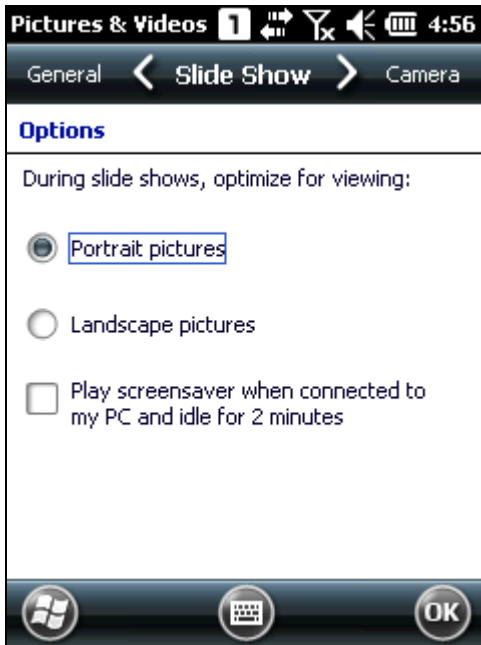 Pictures & Videos 1 4:56
General Slide Show Camera
Options
During slide shows, optimize for viewing:
Portrait pictures
Landscape pictures
Play screensaver when connected to
my PC and idle for 2 minutes
OK